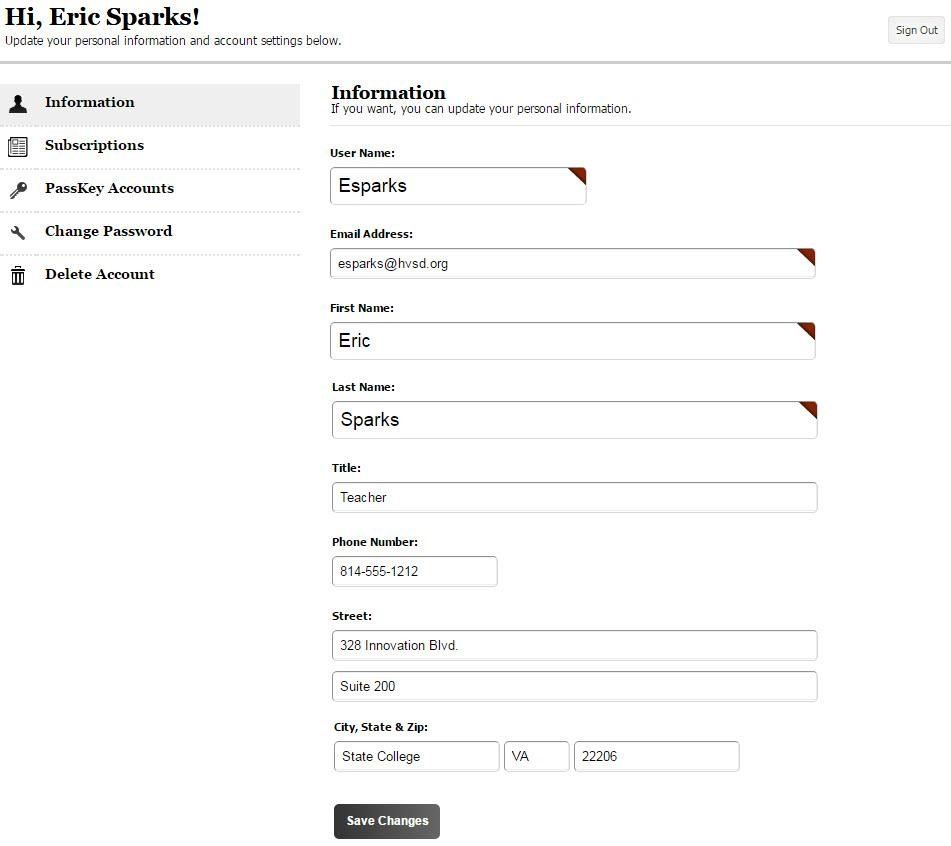 Hi, Eric Sparks!
Update your personal information and account settings below.
Sign Out
Information
Subscriptions
PassKey Accounts
Change Password
Delete Account
Information
If you want, you can update your personal information.
User Name:
Esparks
Email Address:
esparks@hvsd.org
First Name:
Eric
Last Name:
Sparks
Title:
Teacher
Phone Number:
814-555-1212
Street:
328 Innovation Blvd.
Suite 200
City, State & Zip:
State College VA 22206
Save Changes